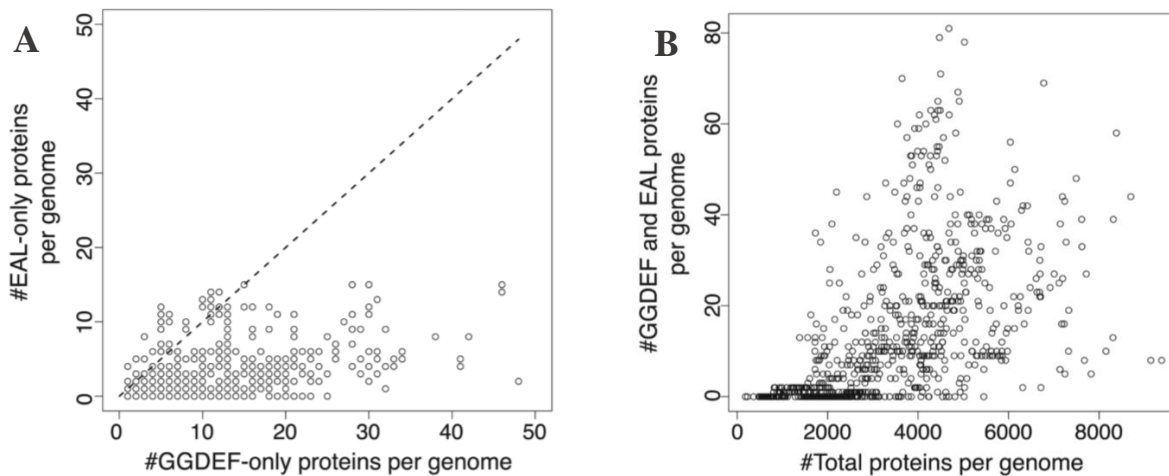 A
#EAL-only proteins
per genome
50
40
30
20
10
0
0 10 20 30 40 50
#GGDEF-only proteins per genome
B
#GGDEF and EAL proteins
per genome
80
60
40
20
0
0 2000 4000 6000 8000
#Total proteins per genome